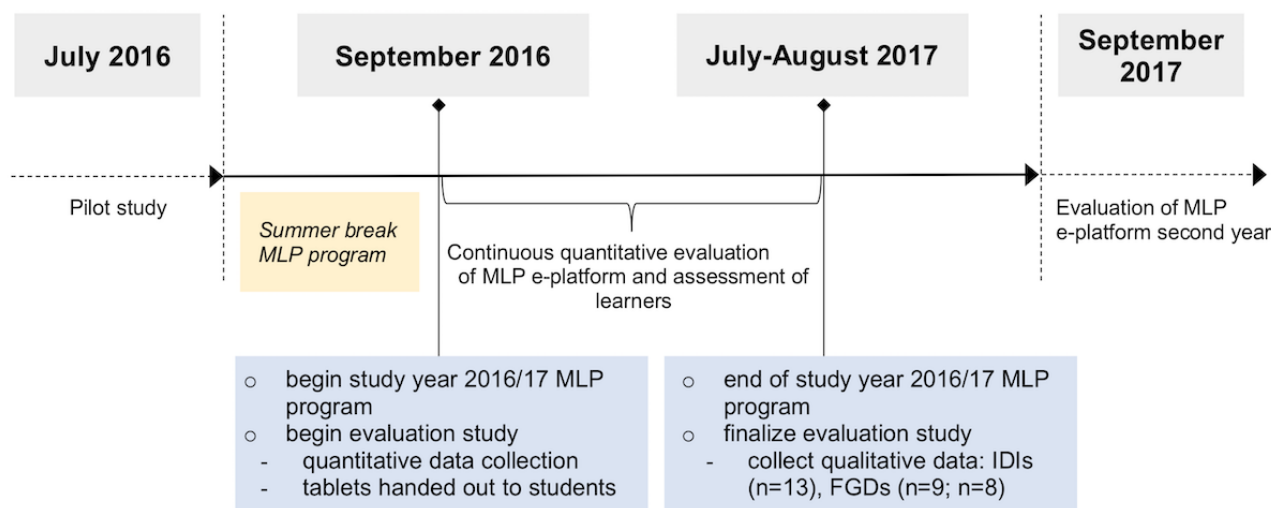 July 2016
September 2016
July-August 2017
September
2017
Pilot study
Summer break
MLP program
Continuous quantitative evaluation
of MLP e-platform and assessment of
learners
Evaluation of MLP
e-platform second year
o begin study year 2016/17 MLP
program
o begin evaluation study
- quantitative data collection
- tablets handed out to students
o end of study year 2016/17 MLP
program
o finalize evaluation study
- collect qualitative data: IDIs
(n=13), FGDs (n=9; n=8)